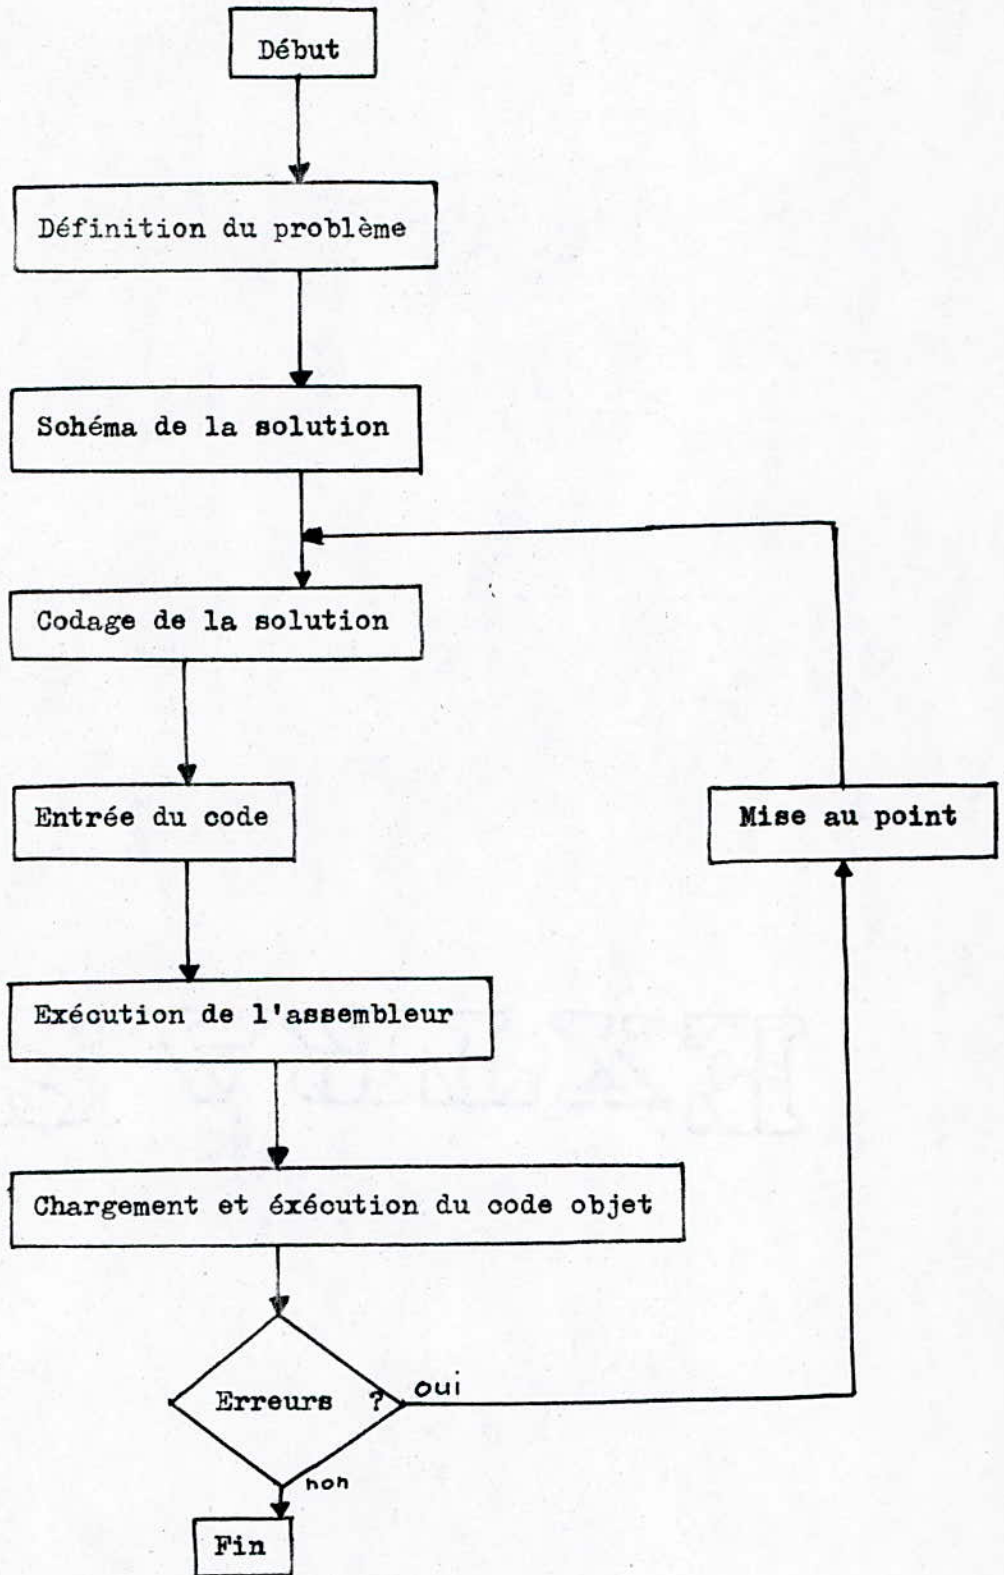 Début
Définition du problème
Schéma de la solution
Codage de la solution
Entrée du code
Mise au point
Exécution de l'assembleur
Chargement et éxécution du code objet
Erreurs ?
oui
non
Fin